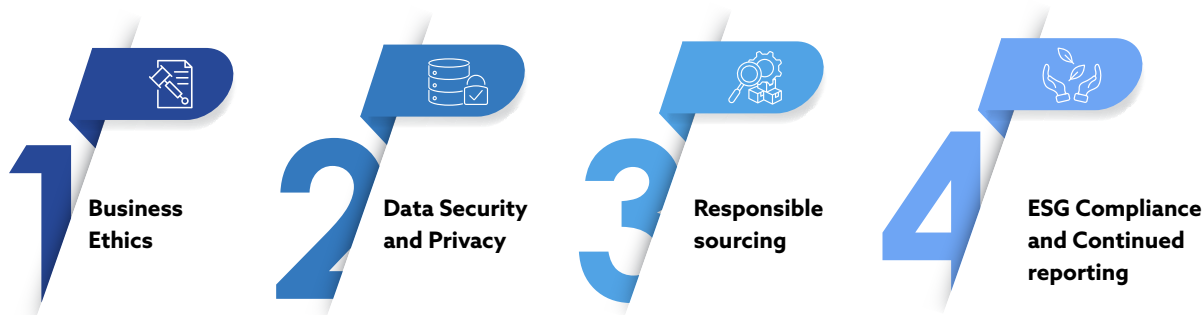 1
Business
Ethics
2
Data Security
and Privacy
3
Responsible
sourcing
4
ESG Compliance
and Continued
reporting